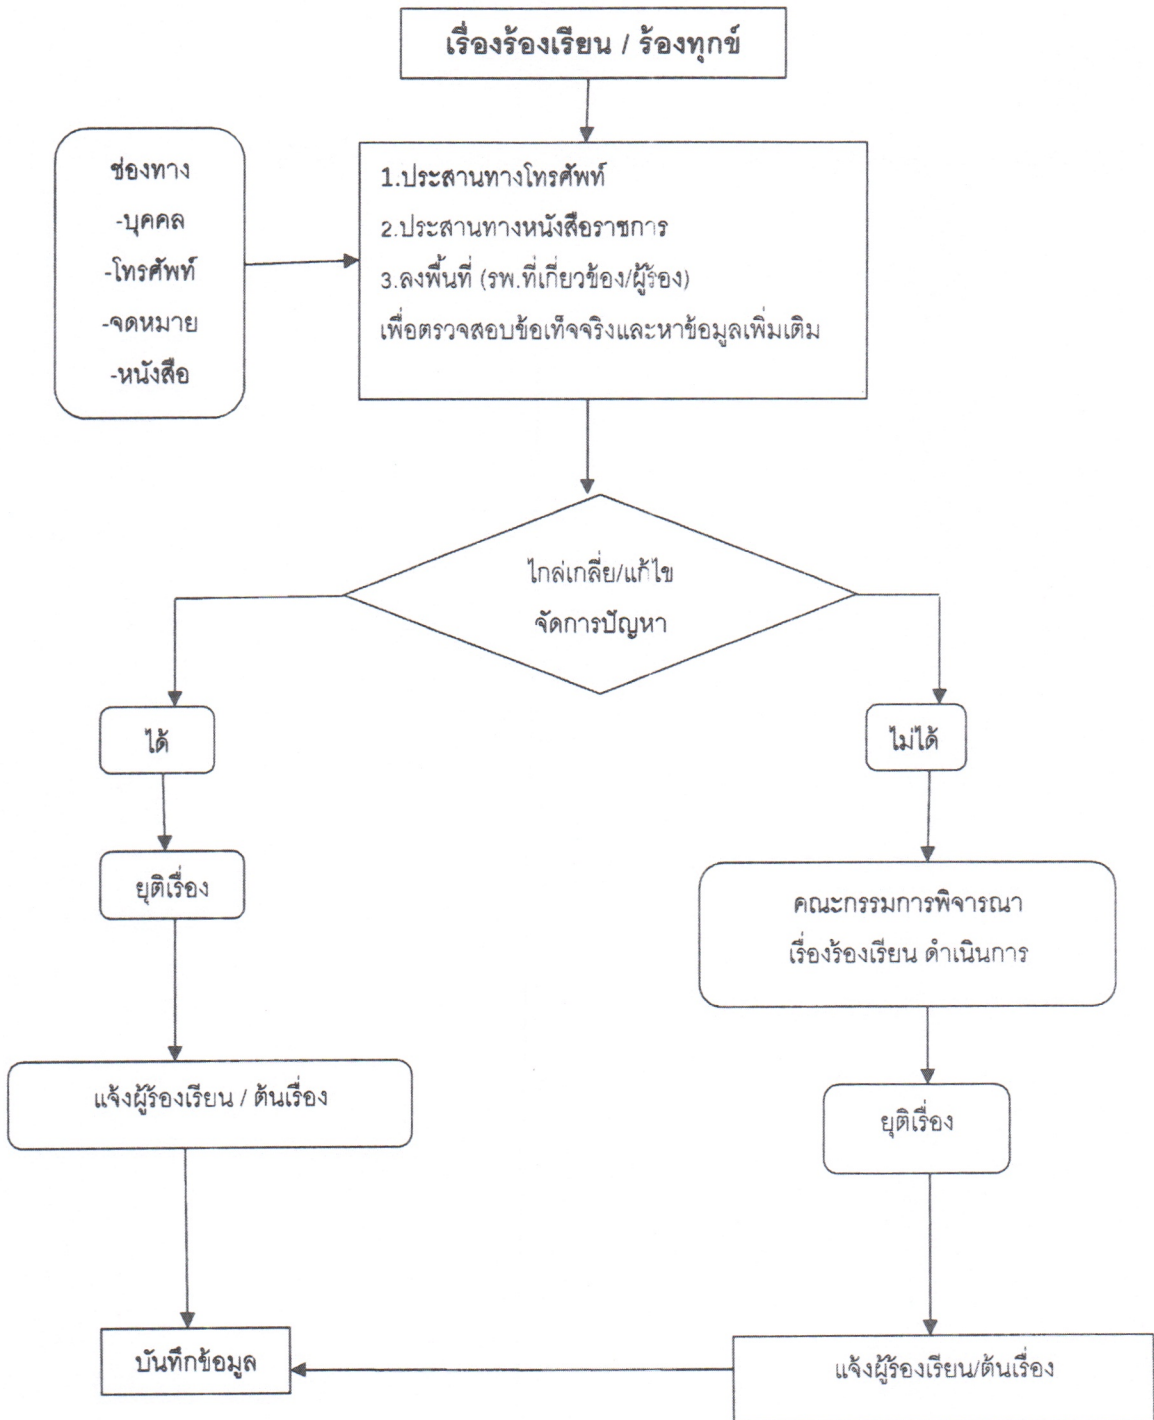 เรื่องร้องเรียน / ร้องทุกข์
ช่องทาง
-บุคคล
-โทรศัพท์
-จดหมาย
-หนังสือ
1.ประสานทางโทรศัพท์
2.ประสานทางหนังสือราชการ
3.ลงพื้นที่ (รพ.ที่เกี่ยวข้อง/ผู้ร้อง)
เพื่อตรวจสอบข้อเท็จจริงและหาข้อมูลเพิ่มเติม
ไกล่เกลี่ย/แก้ไข
จัดการปัญหา
ได้
ไม่ได้
ยุติเรื่อง
คณะกรรมการพิจารณา
เรื่องร้องเรียน ดำเนินการ
แจ้งผู้ร้องเรียน / ต้นเรื่อง
ยุติเรื่อง
บันทึกข้อมูล
แจ้งผู้ร้องเรียน/ต้นเรื่อง